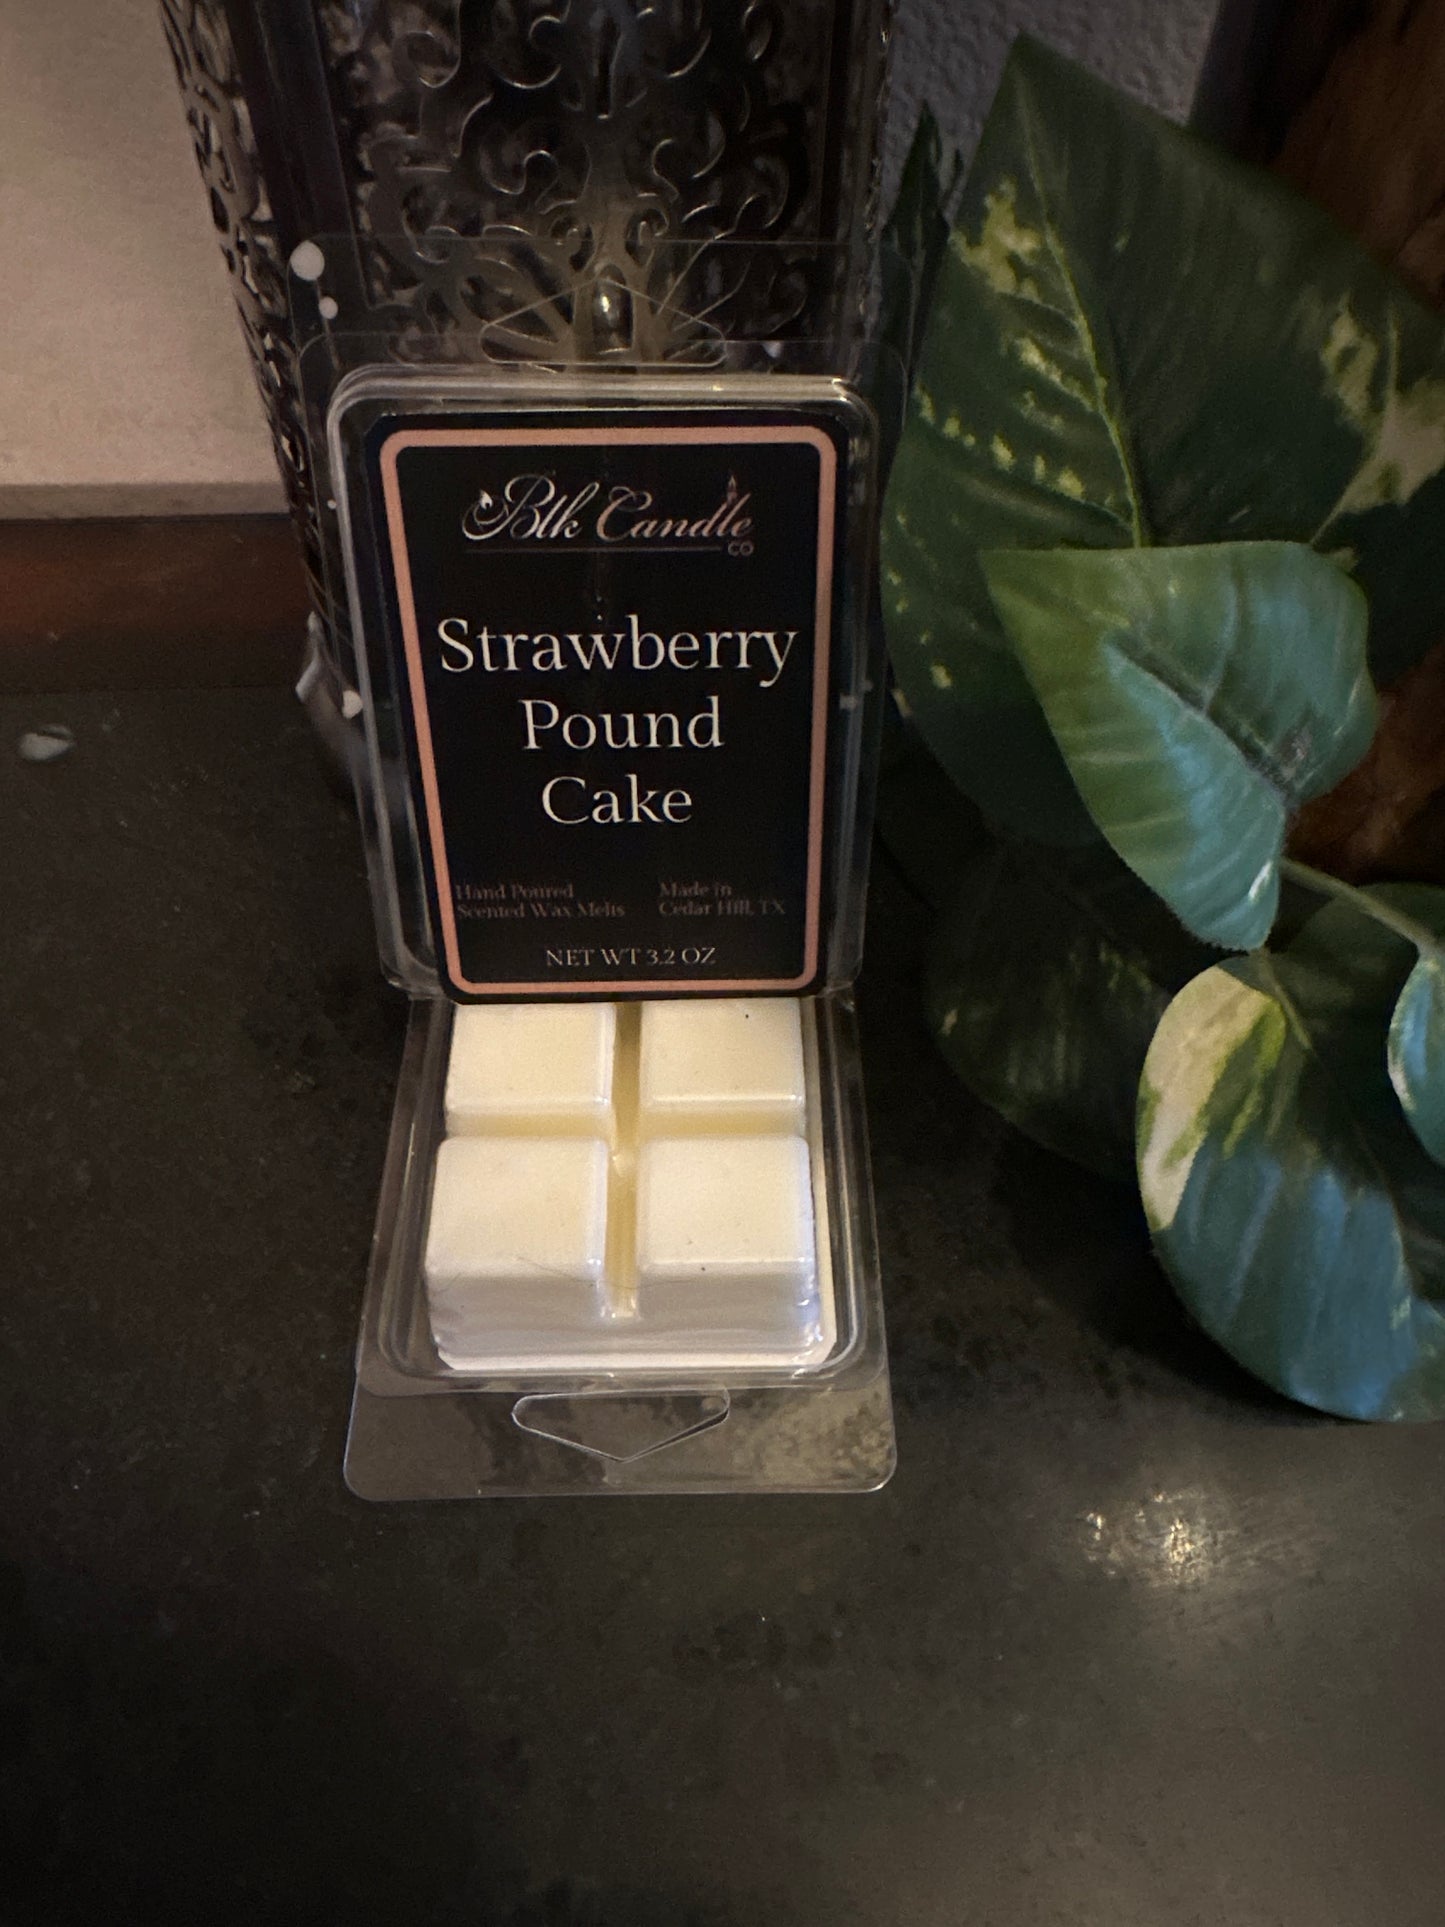 Blk Candle
CO
Strawberry
Pound
Cake
Hand Poured
Scented Wax Melts
Made in
Cedar Hill, TX
NET WT 3.2 OZ